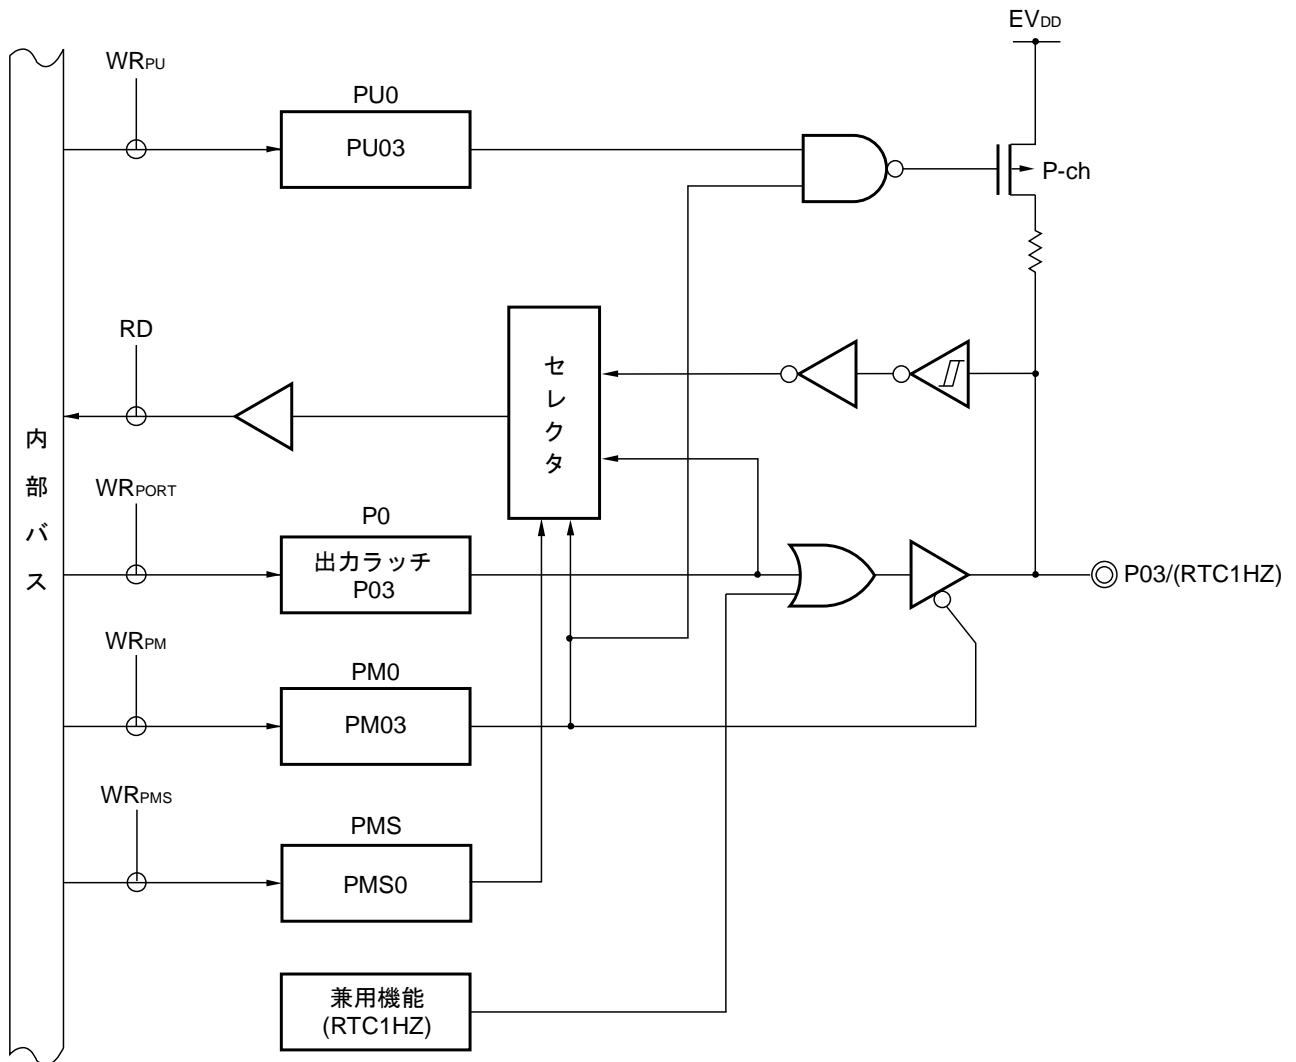 EVDD
WRPU
PU0
PU03
P-ch
RD
セレクタ
内部バス
WRPORT
P0
出力ラッチ
P03
P03/(RTC1HZ)
WRPM
PM0
PM03
WRPMS
PMS
PMS0
兼用機能
(RTC1HZ)